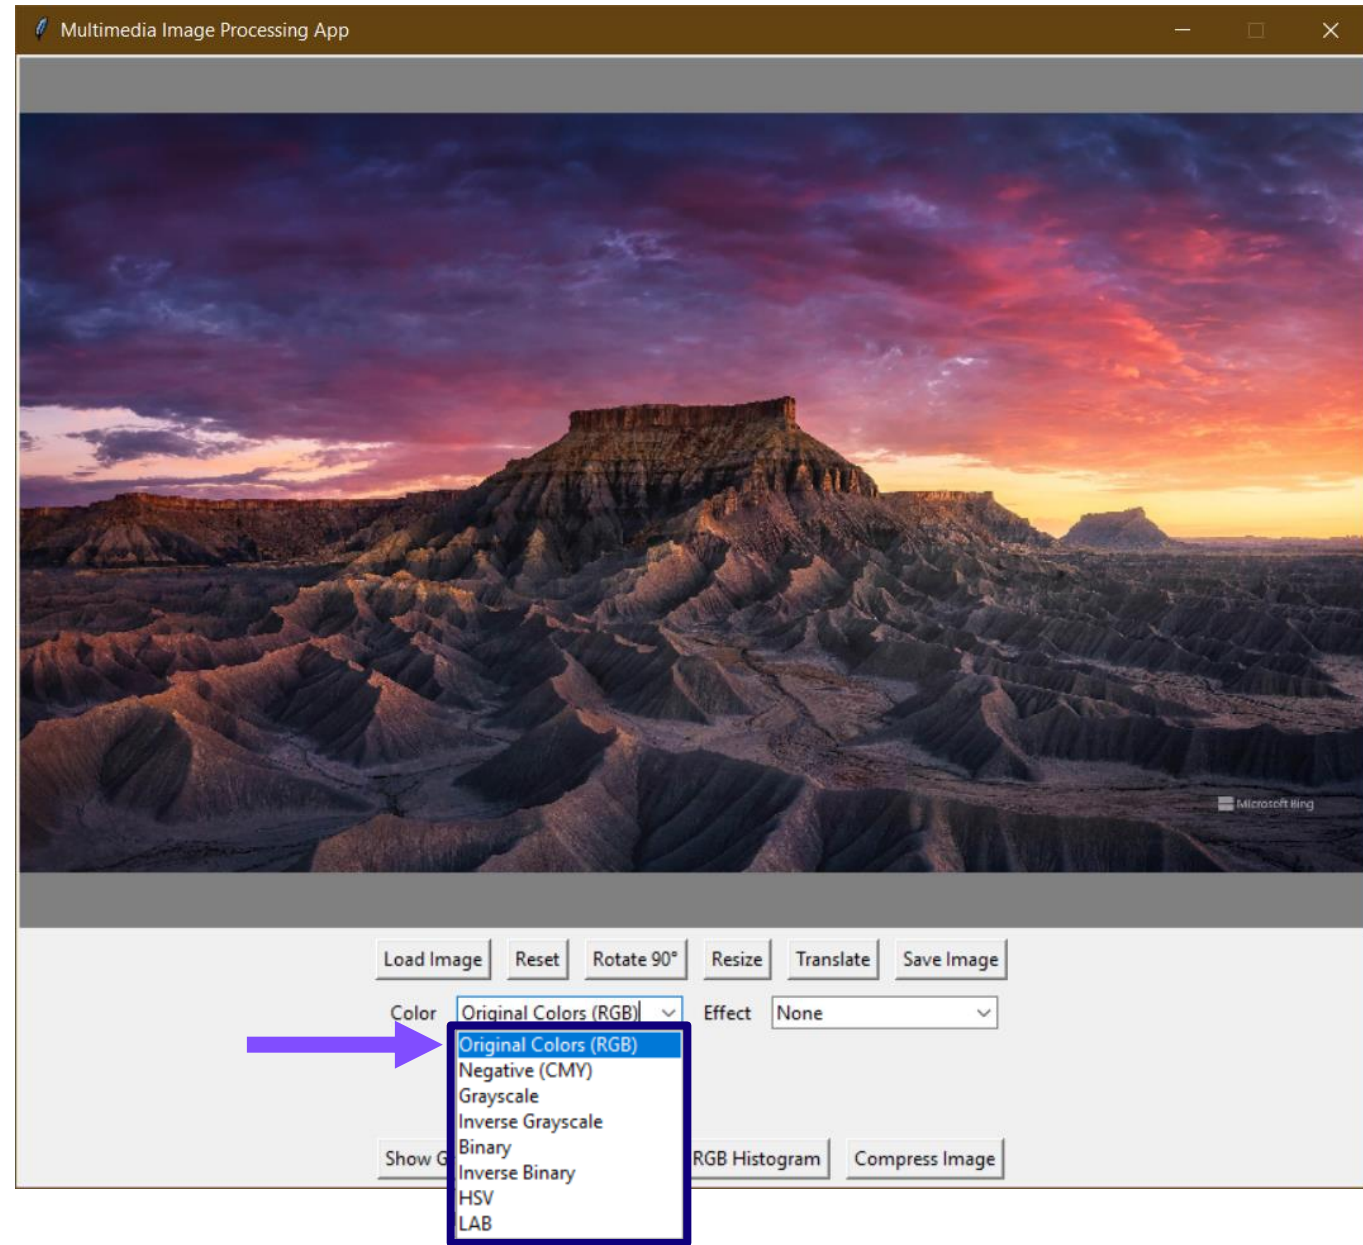 Multimedia Image Processing App
Microsoft Bing
Load Image Reset Rotate 90° Resize Translate Save Image
Color Original Colors (RGB) Effect None
Original Colors (RGB)
Negative (CMY)
Grayscale
Inverse Grayscale
Binary
Inverse Binary
HSV
LAB
Show G RGB Histogram Compress Image